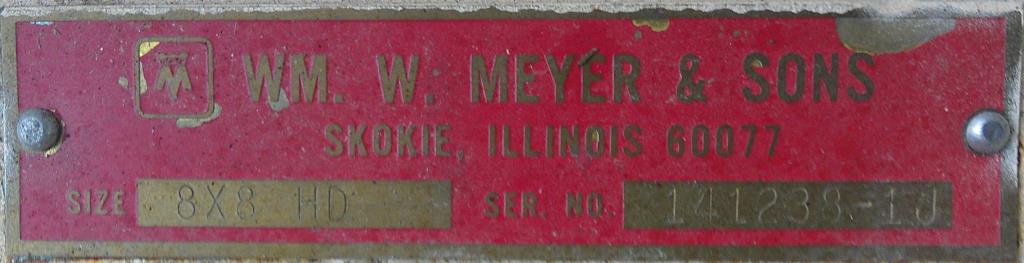 WM. W. MEYER & SONS
SKOKIE, ILLINOIS 60077
SIZE 8X8 HD SER. NO. 141238-1J